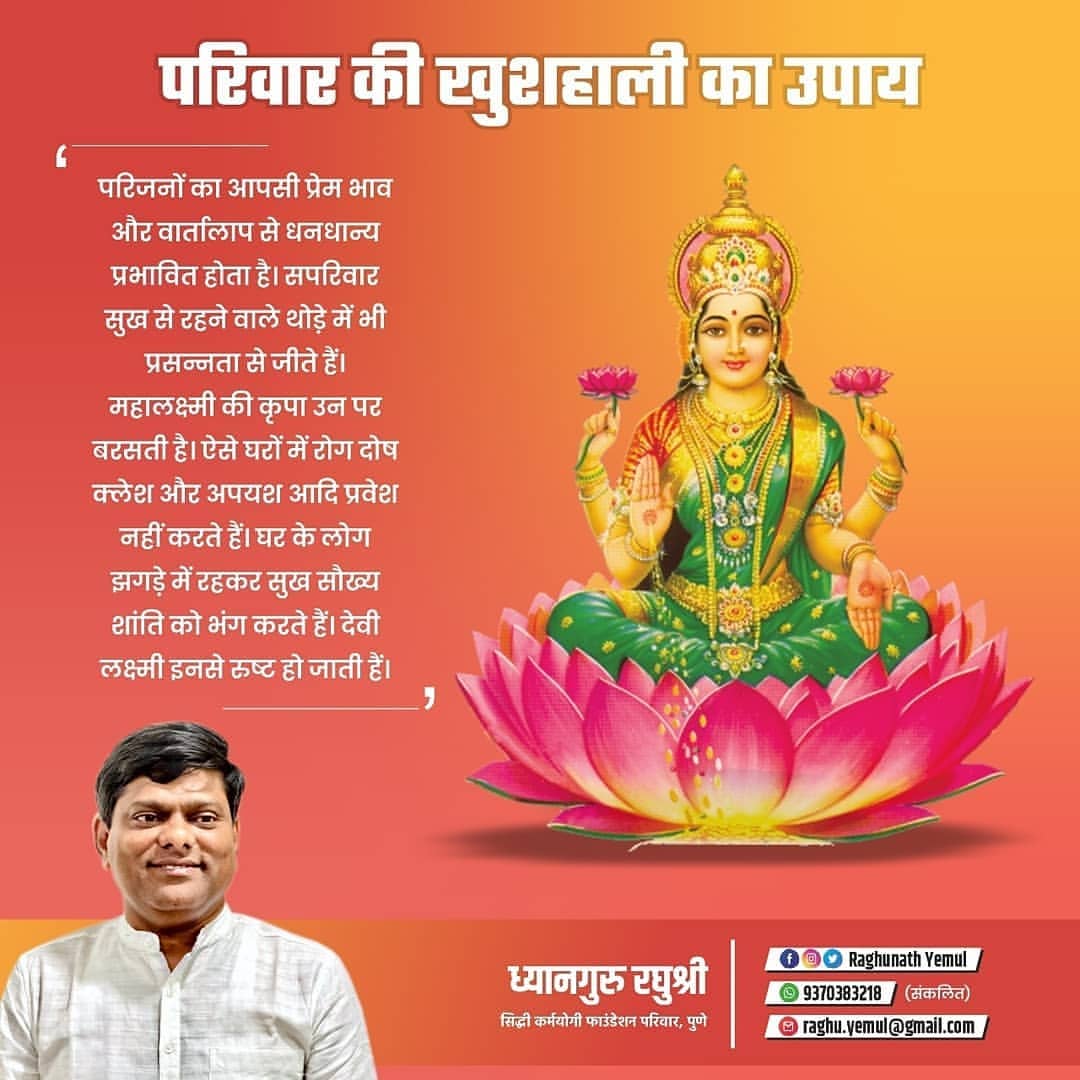 परिवार की खुशहाली का उपाय
‘
परिजनों का आपसी प्रेम भाव
और वार्तालाप से धनधान्य
प्रभावित होता है। सपरिवार
सुख से रहने वाले थोड़े में भी
प्रसन्नता से जीते हैं।
महालक्ष्मी की कृपा उन पर
बरसती है। ऐसे घरों में रोग दोष
क्लेश और अपयश आदि प्रवेश
नहीं करते हैं। घर के लोग
झगड़े में रहकर सुख सौख्य
शांति को भंग करते हैं। देवी
लक्ष्मी इनसे रुष्ट हो जाती हैं।
’
ध्यानगुरु रघुश्री
सिद्धी कर्मयोगी फाउंडेशन परिवार, पुणे
Raghunath Yemul
9370383218 (संकलित)
raghu.yemul@gmail.com